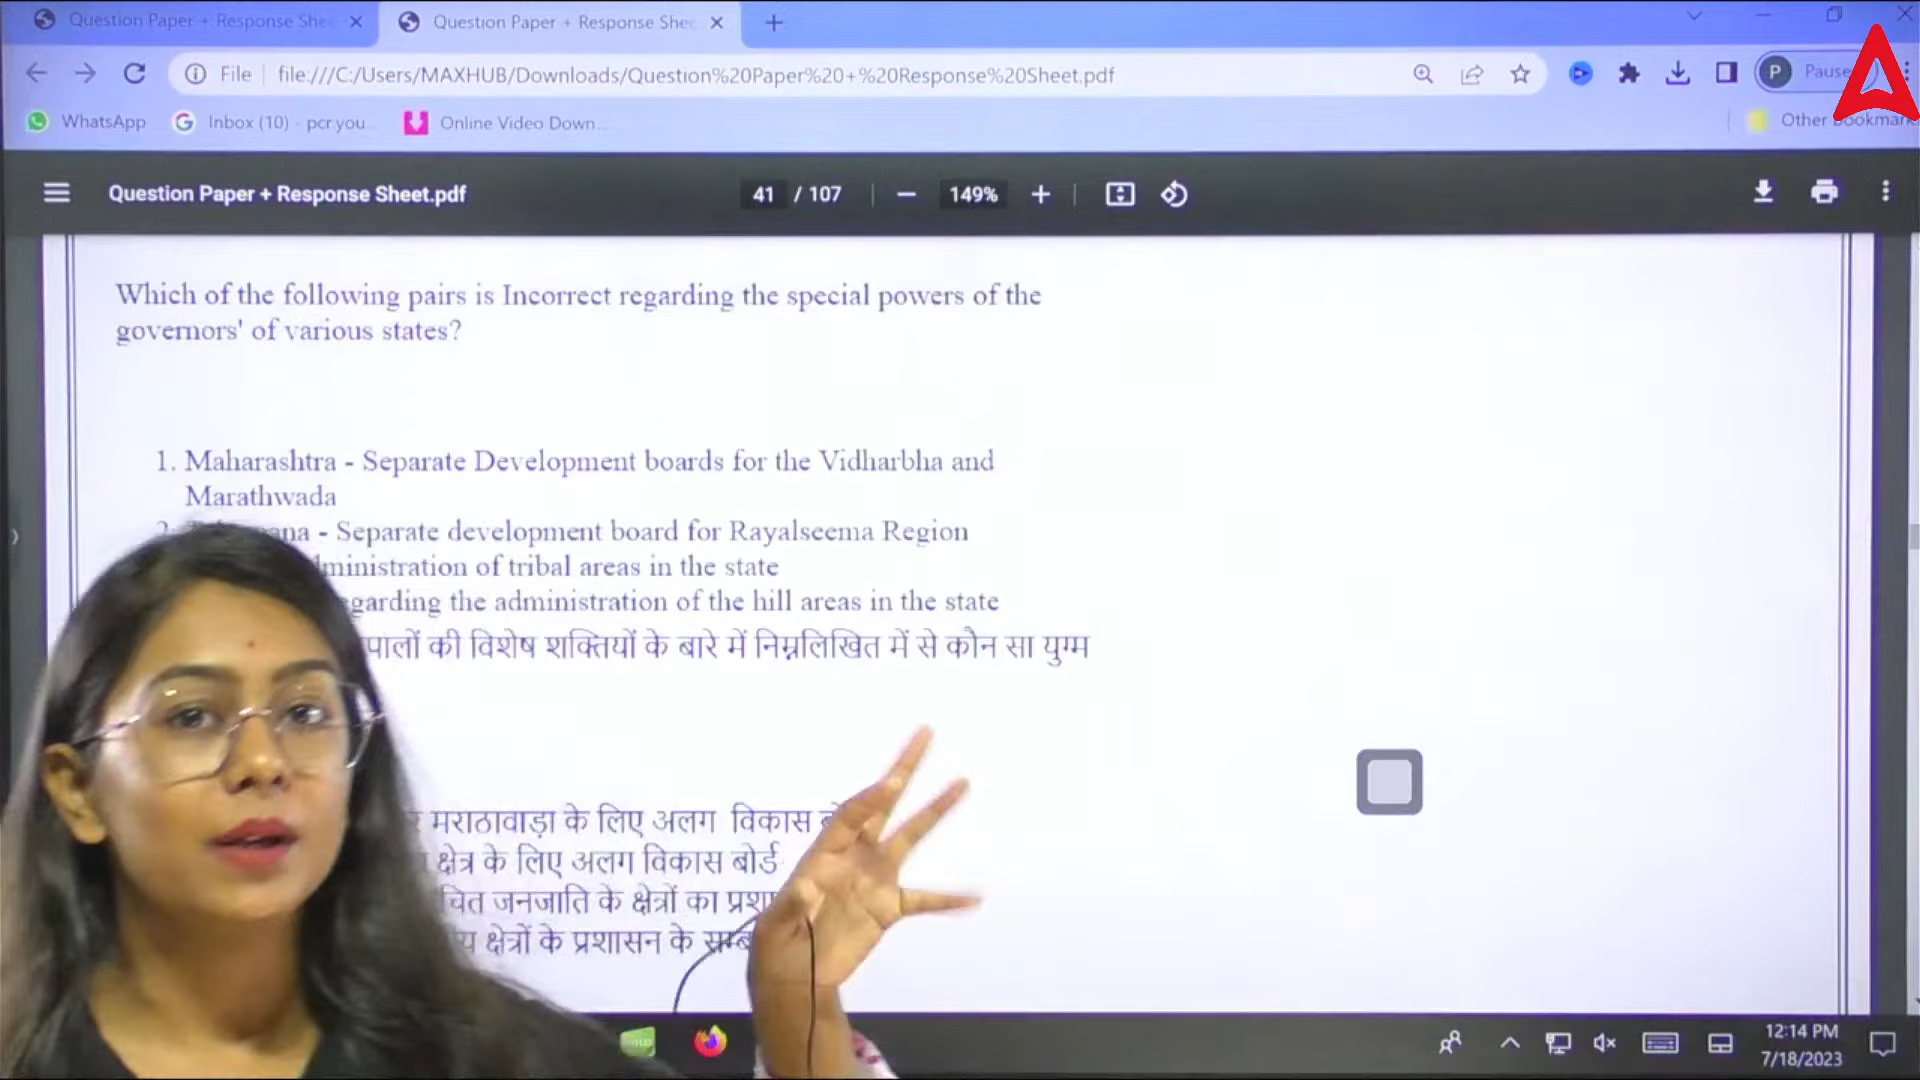 Question Paper + Response She
Question Paper + Response Shee
File
file:///C:/Users/MAXHUB/Downloads/Question%20Paper%20+%20Response%20Sheet.pdf
P
Pause
WhatsApp
Inbox (10) - pcr you
Online Video Down
Other Bookmar
Question Paper + Response Sheet.pdf
41 / 107
149%
Which of the following pairs is Incorrect regarding the special powers of the
governors' of various states?
1. Maharashtra - Separate Development boards for the Vidharbha and
Marathwada
ana - Separate development board for Rayalseema Region
ministration of tribal areas in the state
garding the administration of the hill areas in the state
पालों की विशेष शक्तियों के बारे में निम्नलिखित में से कौन सा युग्म
मराठावाड़ा के लिए अलग विकास
क्षेत्र के लिए अलग विकास बोर्ड
चित जनजाति के क्षेत्रों का प्रशा
य क्षेत्रों के प्रशासन के सम्ब
12:14 PM
7/18/2023